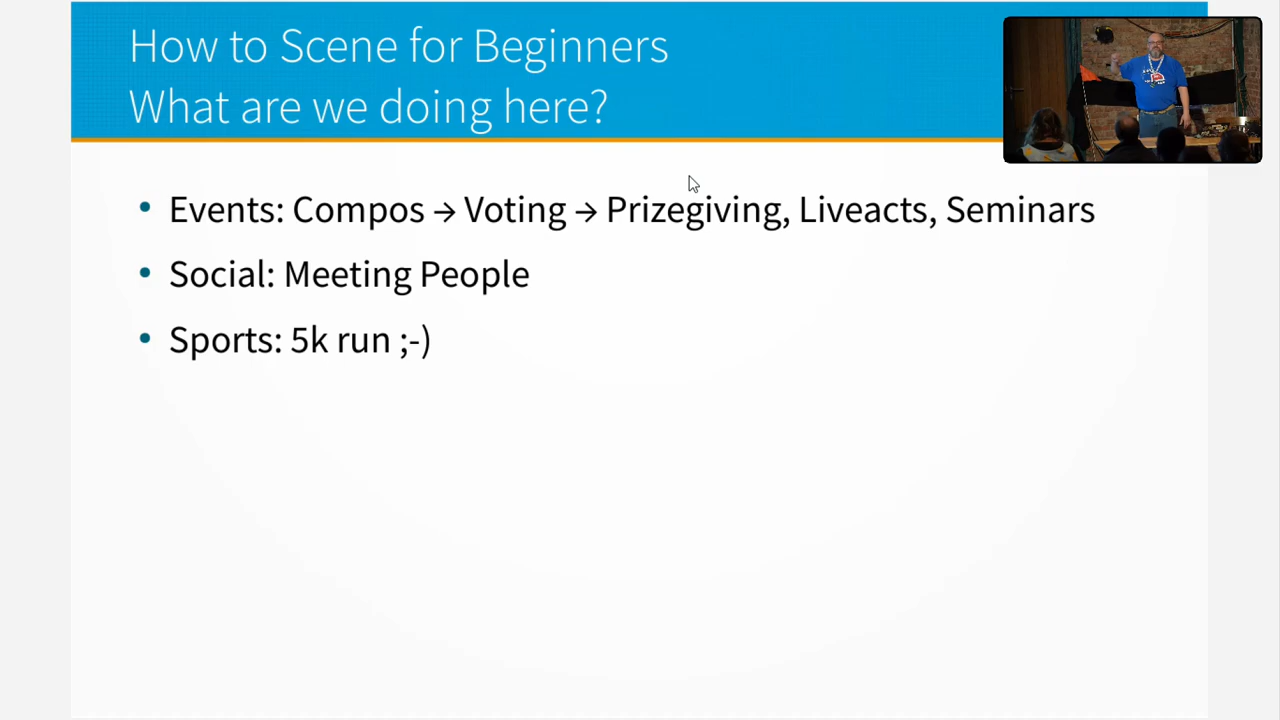 How to Scene for Beginners
What are we doing here?
• Events: Compos → Voting → Prizegiving, Liveacts, Seminars
• Social: Meeting People
• Sports: 5k run ;-)